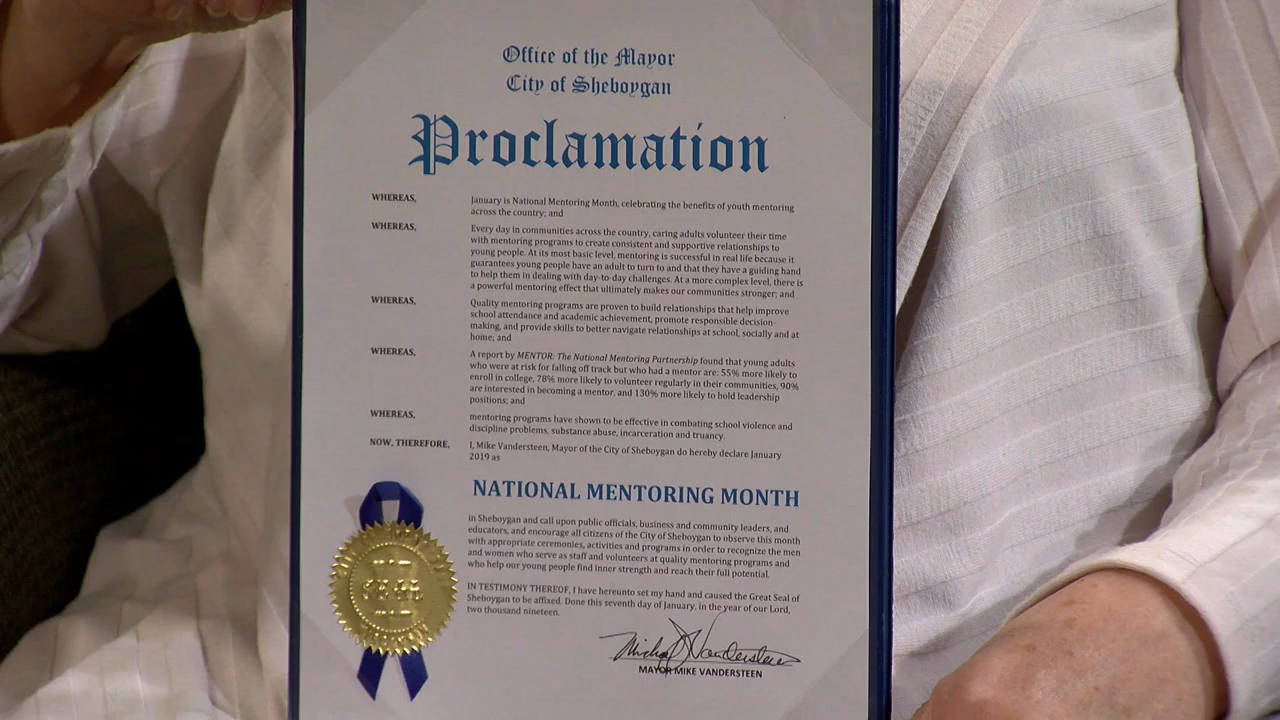 Office of the Mayor
City of Sheboygan
Proclamation
WHEREAS, January is National Mentoring Month, celebrating the benefits of youth mentoring
across the country; and
WHEREAS, Every day in communities across the country, caring adults volunteer their time
with mentoring programs to create consistent and supportive relationships to
young people. At its most basic level, mentoring is successful in real life because it
guarantees young people have an adult to turn to and that they have a guiding hand
to help them in dealing with day-to-day challenges. At a more complex level, there is
a powerful mentoring effect that ultimately makes our communities stronger; and
WHEREAS, Quality mentoring programs are proven to build relationships that help improve
school attendance and academic achievement, promote responsible decision-
making, and provide skills to better navigate relationships at school, socially and at
home; and
WHEREAS, A report by MENTOR: The National Mentoring Partnership found that young adults
who were at risk for falling off track but who had a mentor are: 55% more likely to
enroll in college, 78% more likely to volunteer regularly in their communities, 90%
are interested in becoming a mentor, and 130% more likely to hold leadership
positions; and
WHEREAS, mentoring programs have shown to be effective in combating school violence and
discipline problems, substance abuse, incarceration and truancy.
NOW, THEREFORE, I, Mike Vandersteen, Mayor of the City of Sheboygan do hereby declare January
2019 as
NATIONAL MENTORING MONTH
in Sheboygan and call upon public officials, business and community leaders, and
educators, and encourage all citizens of the City of Sheboygan to observe this month
with appropriate ceremonies, activities and programs in order to recognize the men
and women who serve as staff and volunteers at quality mentoring programs and
who help our young people find inner strength and reach their full potential.
IN TESTIMONY THEREOF, I have hereunto set my hand and caused the Great Seal of
Sheboygan to be affixed. Done this seventh day of January, in the year of our Lord,
two thousand nineteen.
MAYOR MIKE VANDERSTEEN